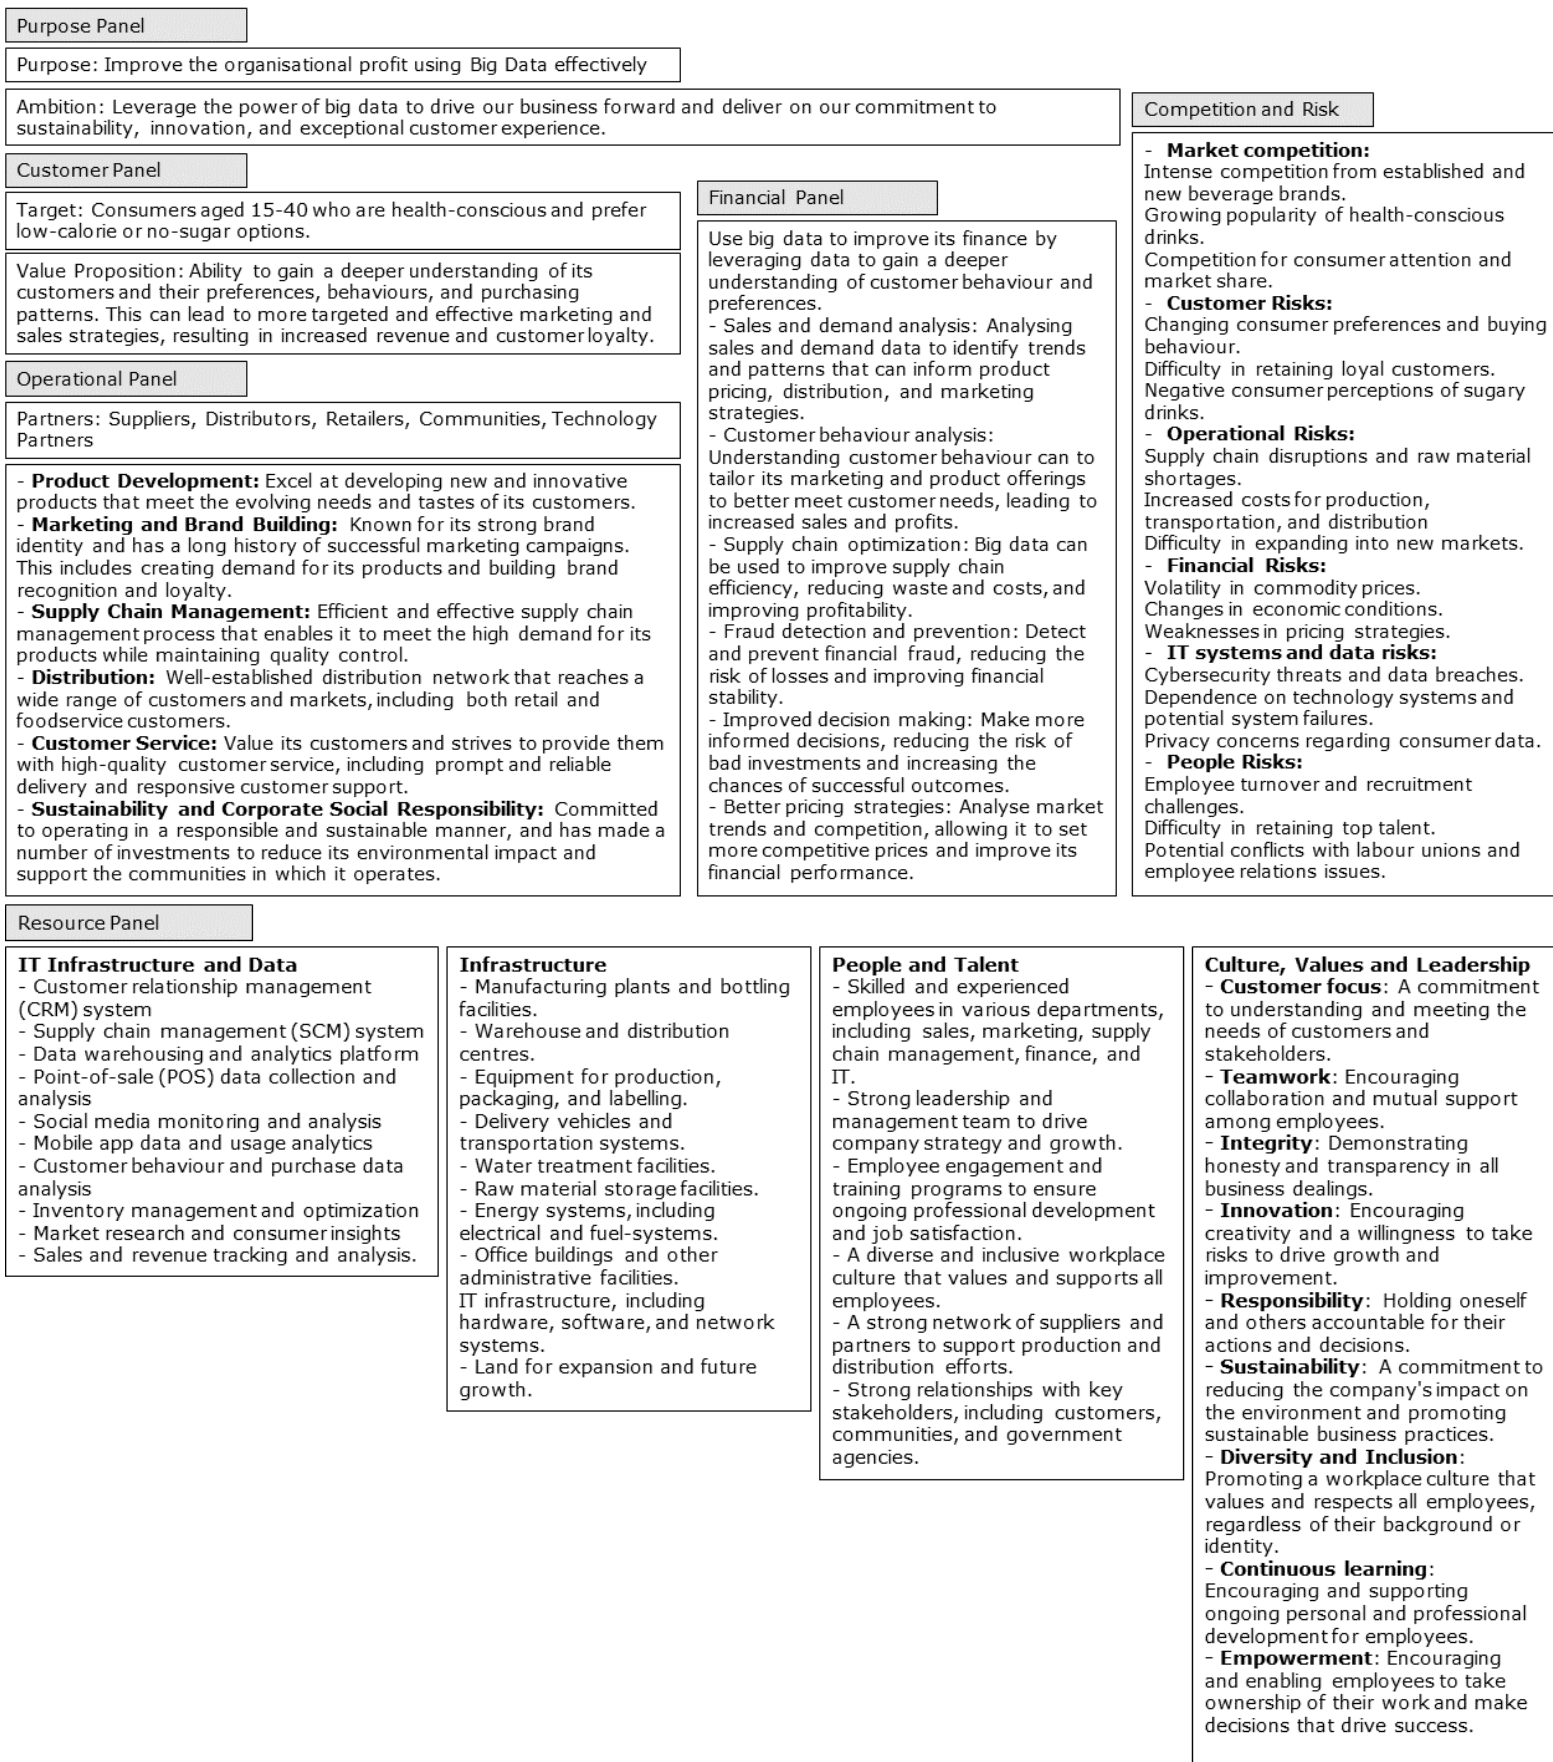 Purpose Panel
Purpose: Improve the organisational profit using Big Data effectively
Ambition: Leverage the power of big data to drive our business forward and deliver on our commitment to
sustainability, innovation, and exceptional customer experience.
Customer Panel
Target: Consumers aged 15-40 who are health-conscious and prefer
low-calorie or no-sugar options.
Value Proposition: Ability to gain a deeper understanding of its
customers and their preferences, behaviours, and purchasing
patterns. This can lead to more targeted and effective marketing and
sales strategies, resulting in increased revenue and customer loyalty.
Operational Panel
Partners: Suppliers, Distributors, Retailers, Communities, Technology
Partners
- Product Development: Excel at developing new and innovative
products that meet the evolving needs and tastes of its customers.
- Marketing and Brand Building: Known for its strong brand
identity and has a long history of successful marketing campaigns.
This includes creating demand for its products and building brand
recognition and loyalty.
- Supply Chain Management: Efficient and effective supply chain
management process that enables it to meet the high demand for its
products while maintaining quality control.
- Distribution: Well-established distribution network that reaches a
wide range of customers and markets, including both retail and
foodservice customers.
- Customer Service: Value its customers and strives to provide them
with high-quality customer service, including prompt and reliable
delivery and responsive customer support.
- Sustainability and Corporate Social Responsibility: Committed
to operating in a responsible and sustainable manner, and has made a
number of investments to reduce its environmental impact and
support the communities in which it operates.
Financial Panel
Use big data to improve its finance by
leveraging data to gain a deeper
understanding of customer behaviour and
preferences.
- Sales and demand analysis: Analysing
sales and demand data to identify trends
and patterns that can inform product
pricing, distribution, and marketing
strategies.
- Customer behaviour analysis:
Understanding customer behaviour can to
tailor its marketing and product offerings
to better meet customer needs, leading to
increased sales and profits.
- Supply chain optimization: Big data can
be used to improve supply chain
efficiency, reducing waste and costs, and
improving profitability.
- Fraud detection and prevention: Detect
and prevent financial fraud, reducing the
risk of losses and improving financial
stability.
- Improved decision making: Make more
informed decisions, reducing the risk of
bad investments and increasing the
chances of successful outcomes.
- Better pricing strategies: Analyse market
trends and competition, allowing it to set
more competitive prices and improve its
financial performance.
Competition and Risk
- Market competition:
Intense competition from established and
new beverage brands.
Growing popularity of health-conscious
drinks.
Competition for consumer attention and
market share.
- Customer Risks:
Changing consumer preferences and buying
behaviour.
Difficulty in retaining loyal customers.
Negative consumer perceptions of sugary
drinks.
- Operational Risks:
Supply chain disruptions and raw material
shortages.
Increased costs for production,
transportation, and distribution
Difficulty in expanding into new markets.
- Financial Risks:
Volatility in commodity prices.
Changes in economic conditions.
Weaknesses in pricing strategies.
- IT systems and data risks:
Cybersecurity threats and data breaches.
Dependence on technology systems and
potential system failures.
Privacy concerns regarding consumer data.
- People Risks:
Employee turnover and recruitment
challenges.
Difficulty in retaining top talent.
Potential conflicts with labour unions and
employee relations issues.
Resource Panel
IT Infrastructure and Data
- Customer relationship management
(CRM) system
- Supply chain management (SCM) system
- Data warehousing and analytics platform
- Point-of-sale (POS) data collection and
analysis
- Social media monitoring and analysis
- Mobile app data and usage analytics
- Customer behaviour and purchase data
analysis
- Inventory management and optimization
- Market research and consumer insights
- Sales and revenue tracking and analysis.
Infrastructure
- Manufacturing plants and bottling
facilities.
- Warehouse and distribution
centres.
- Equipment for production,
packaging, and labelling.
- Delivery vehicles and
transportation systems.
- Water treatment facilities.
- Raw material storage facilities.
- Energy systems, including
electrical and fuel-systems.
- Office buildings and other
administrative facilities.
IT infrastructure, including
hardware, software, and network
systems.
- Land for expansion and future
growth.
People and Talent
- Skilled and experienced
employees in various departments,
including sales, marketing, supply
chain management, finance, and
IT.
- Strong leadership and
management team to drive
company strategy and growth.
- Employee engagement and
training programs to ensure
ongoing professional development
and job satisfaction.
- A diverse and inclusive workplace
culture that values and supports all
employees.
- A strong network of suppliers and
partners to support production and
distribution efforts.
- Strong relationships with key
stakeholders, including customers,
communities, and government
agencies.
Culture, Values and Leadership
- Customer focus: A commitment
to understanding and meeting the
needs of customers and
stakeholders.
- Teamwork: Encouraging
collaboration and mutual support
among employees.
- Integrity: Demonstrating
honesty and transparency in all
business dealings.
- Innovation: Encouraging
creativity and a willingness to take
risks to drive growth and
improvement.
- Responsibility: Holding oneself
and others accountable for their
actions and decisions.
- Sustainability: A commitment to
reducing the company's impact on
the environment and promoting
sustainable business practices.
- Diversity and Inclusion:
Promoting a workplace culture that
values and respects all employees,
regardless of their background or
identity.
- Continuous learning:
Encouraging and supporting
ongoing personal and professional
development for employees.
- Empowerment: Encouraging
and enabling employees to take
ownership of their work and make
decisions that drive success.